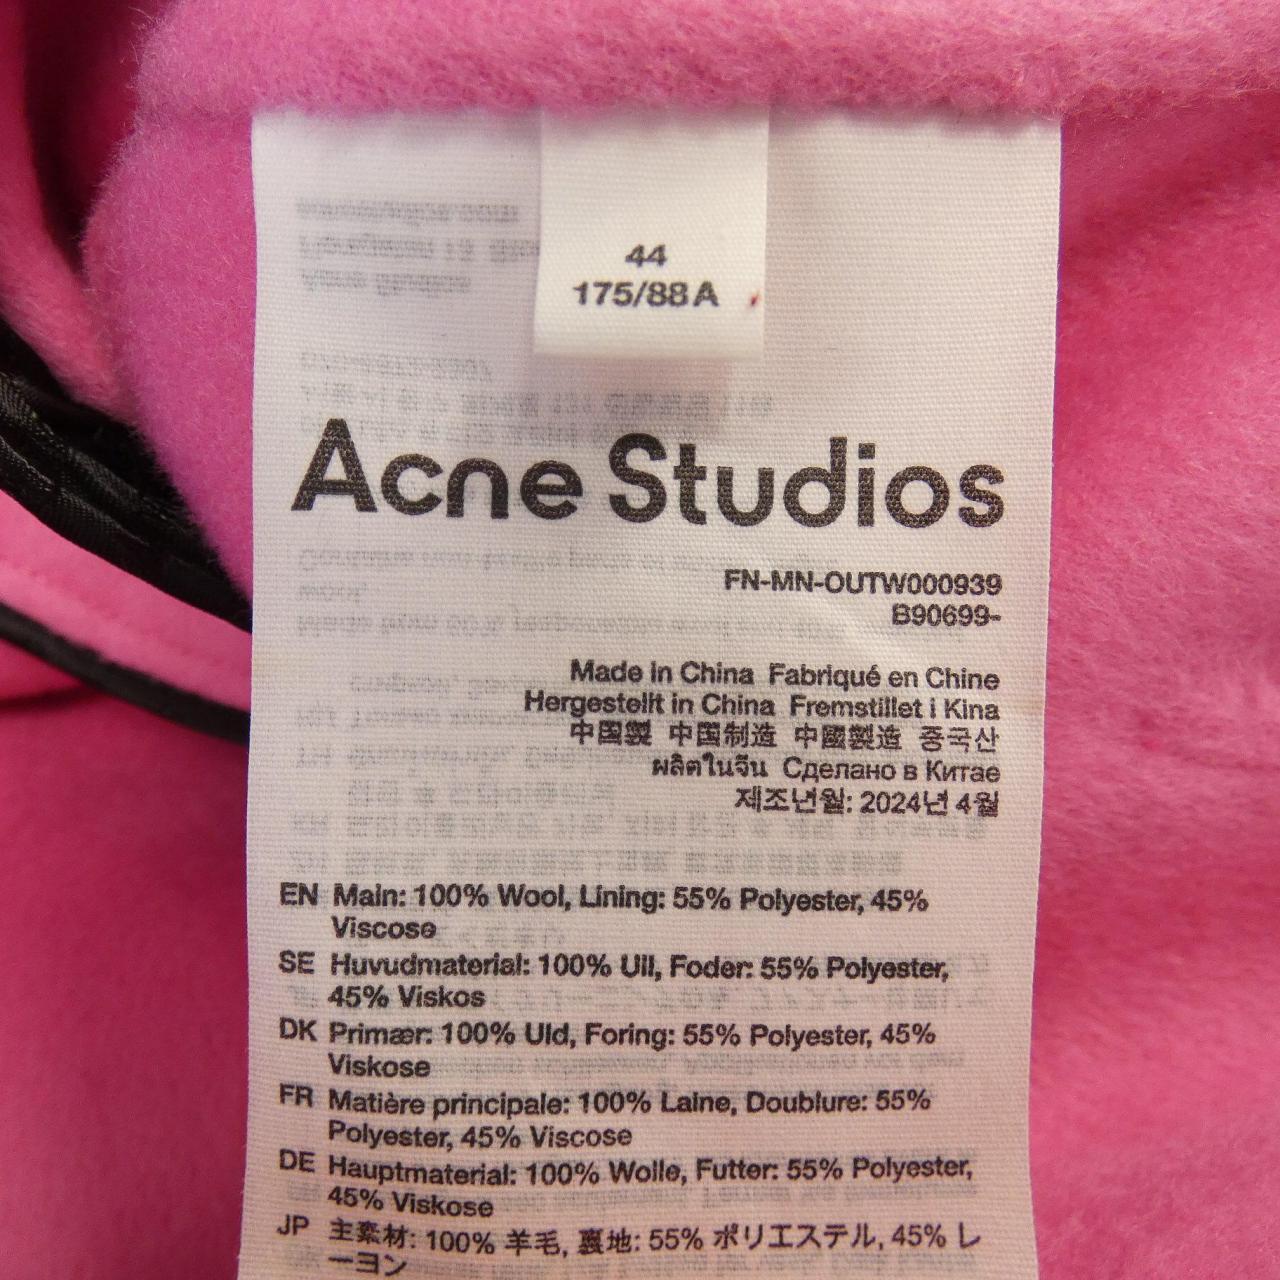 44
175/88A
Acne Studios
FN-MN-OUTW000939
B90699-
Made in China Fabriqué en Chine
Hergestellt in China Fremstillet i Kina
中国製 中国制造 中國製造 중국산
ผลิตในจีน Сделано в Китае
제조년월: 2024년 4월
EN Main: 100% Wool, Lining: 55% Polyester, 45%
Viscose
SE Huvudmaterial: 100% Ull, Foder: 55% Polyester,
45% Viskos
DK Primær: 100% Uld, Foring: 55% Polyester, 45%
Viskose
FR Matière principale: 100% Laine, Doublure: 55%
Polyester, 45% Viscose
DE Hauptmaterial: 100% Wolle, Futter: 55% Polyester,
45% Viskose
JP 主素材: 100% 羊毛, 裏地: 55% ポリエステル, 45% レ
ーヨン